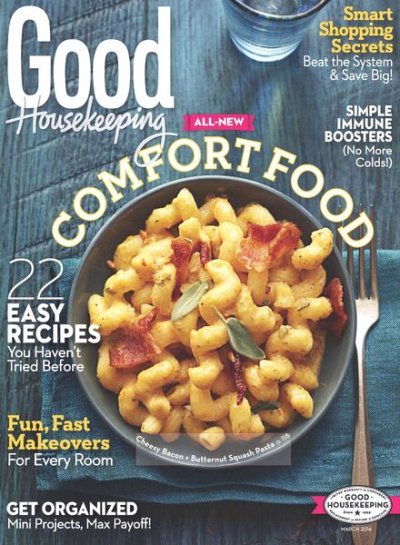 Good
Housekeeping
Smart
Shopping
Secrets
Beat the System
& Save Big!
SIMPLE
IMMUNE
BOOSTERS
(No More
Colds!)
ALL-NEW
COMFORT FOOD
22
EASY
RECIPES
You Haven't
Tried Before
Fun, Fast
Makeovers
For Every Room
Cheesy Bacon + Butternut Squash Pasta p.118
GET ORGANIZED
Mini Projects, Max Payoff!
GOOD
HOUSEKEEPING
MARCH 2014